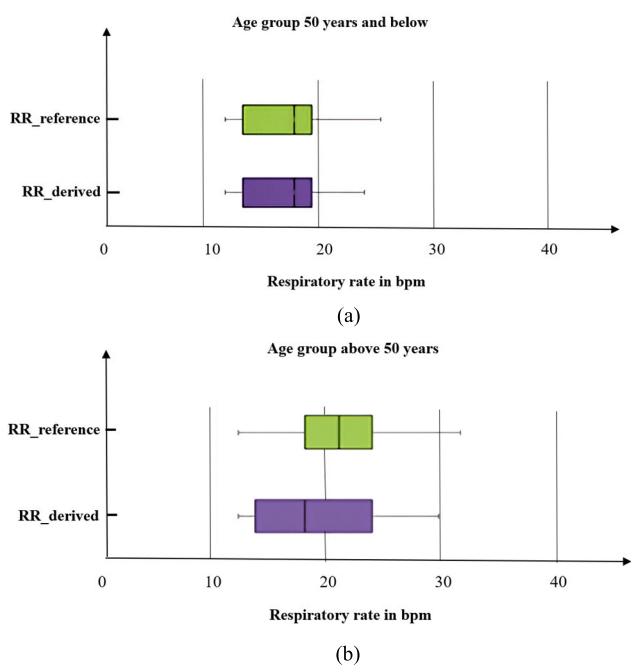 Age group 50 years and below
RR_reference
RR_derived
0 10 20 30 40
Respiratory rate in bpm
(a)
Age group above 50 years
RR_reference
RR_derived
0 10 20 30 40
Respiratory rate in bpm
(b)